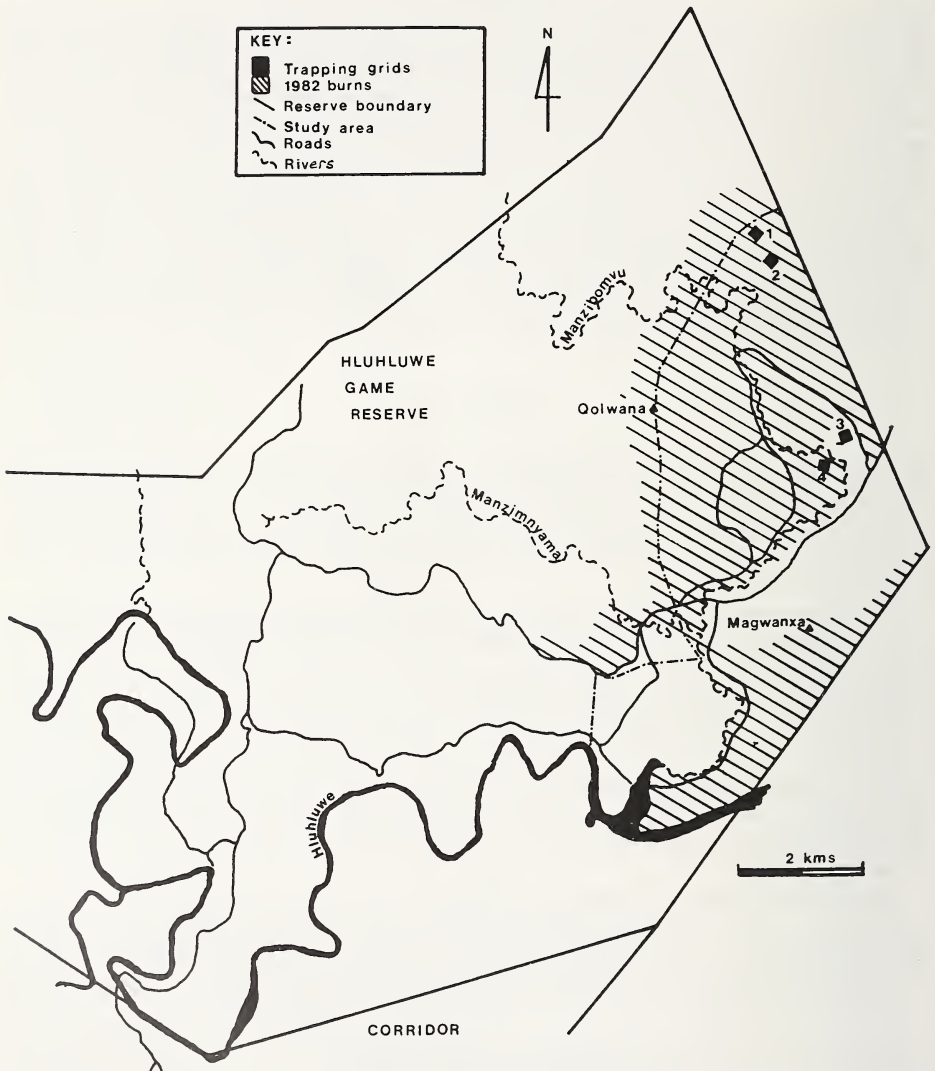 KEY:
Trapping grids
1982 burns
Reserve boundary
Study area
Roads
Rivers
N
1
2
Manzibomvu
HLUHLUWE
GAME
RESERVE
Qolwana
3
4
Manzimnyama
Magwanxa
Hluhluwe
2 kms
CORRIDOR